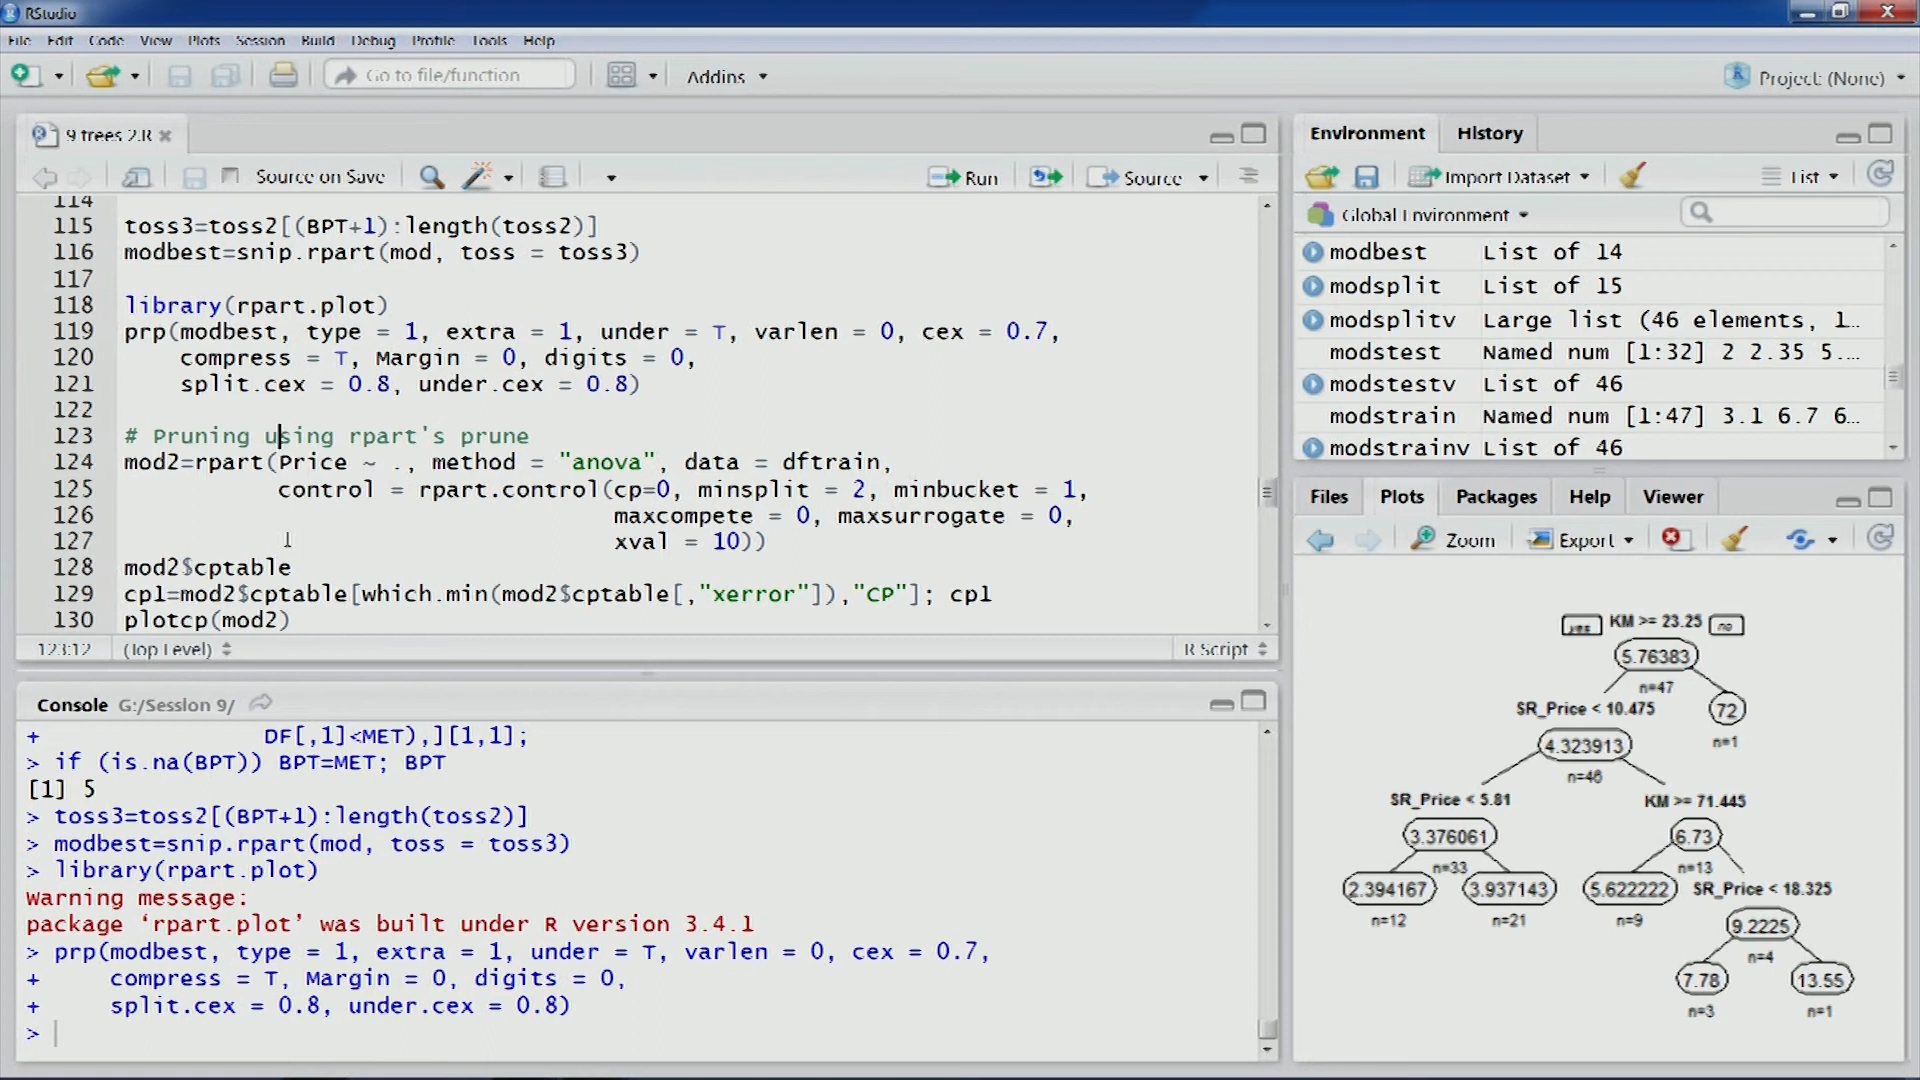 RStudio
File Edit Code View Plots Session Build Debug Profile Tools Help
Go to file/function
Addins
Project: (None)
9 trees 2.R
Source on Save
Run
Source
114
115 toss3=toss2[(BPT+1):length(toss2)]
116 modbest=snip.rpart(mod, toss = toss3)
117
118 library(rpart.plot)
119 prp(modbest, type = 1, extra = 1, under = T, varlen = 0, cex = 0.7,
120 compress = T, Margin = 0, digits = 0,
121 split.cex = 0.8, under.cex = 0.8)
122
123 # Pruning using rpart's prune
124 mod2=rpart(Price ~ ., method = "anova", data = dftrain,
125 control = rpart.control(cp=0, minsplit = 2, minbucket = 1,
126 maxcompete = 0, maxsurrogate = 0,
127 xval = 10))
128 mod2$cptable
129 cp1=mod2$cptable[which.min(mod2$cptable[,"xerror"]),"CP"]; cp1
130 plotcp(mod2)
123:12 (Top Level) R Script
Console G:/Session 9/
+ DF[,1]<MET),][1,1];
> if (is.na(BPT)) BPT=MET; BPT
[1] 5
> toss3=toss2[(BPT+1):length(toss2)]
> modbest=snip.rpart(mod, toss = toss3)
> library(rpart.plot)
Warning message:
package ‘rpart.plot’ was built under R version 3.4.1
> prp(modbest, type = 1, extra = 1, under = T, varlen = 0, cex = 0.7,
+ compress = T, Margin = 0, digits = 0,
+ split.cex = 0.8, under.cex = 0.8)
>
Environment History
Import Dataset
List
Global Environment
modbest List of 14
modsplit List of 15
modsplitv Large list (46 elements, 1…
modstest Named num [1:32] 2 2.35 5.…
modstestv List of 46
modstrain Named num [1:47] 3.1 6.7 6…
modstrainv List of 46
Files Plots Packages Help Viewer
Zoom Export
yes KM >= 23.25 no
5.76383
n=47
SR_Price < 10.475
72
n=1
4.323913
n=46
SR_Price < 5.81
KM >= 71.445
3.376061
6.73
n=33
n=13
2.394167
3.937143
5.622222
SR_Price < 18.325
n=12
n=21
n=9
9.2225
n=4
7.78
13.55
n=3
n=1